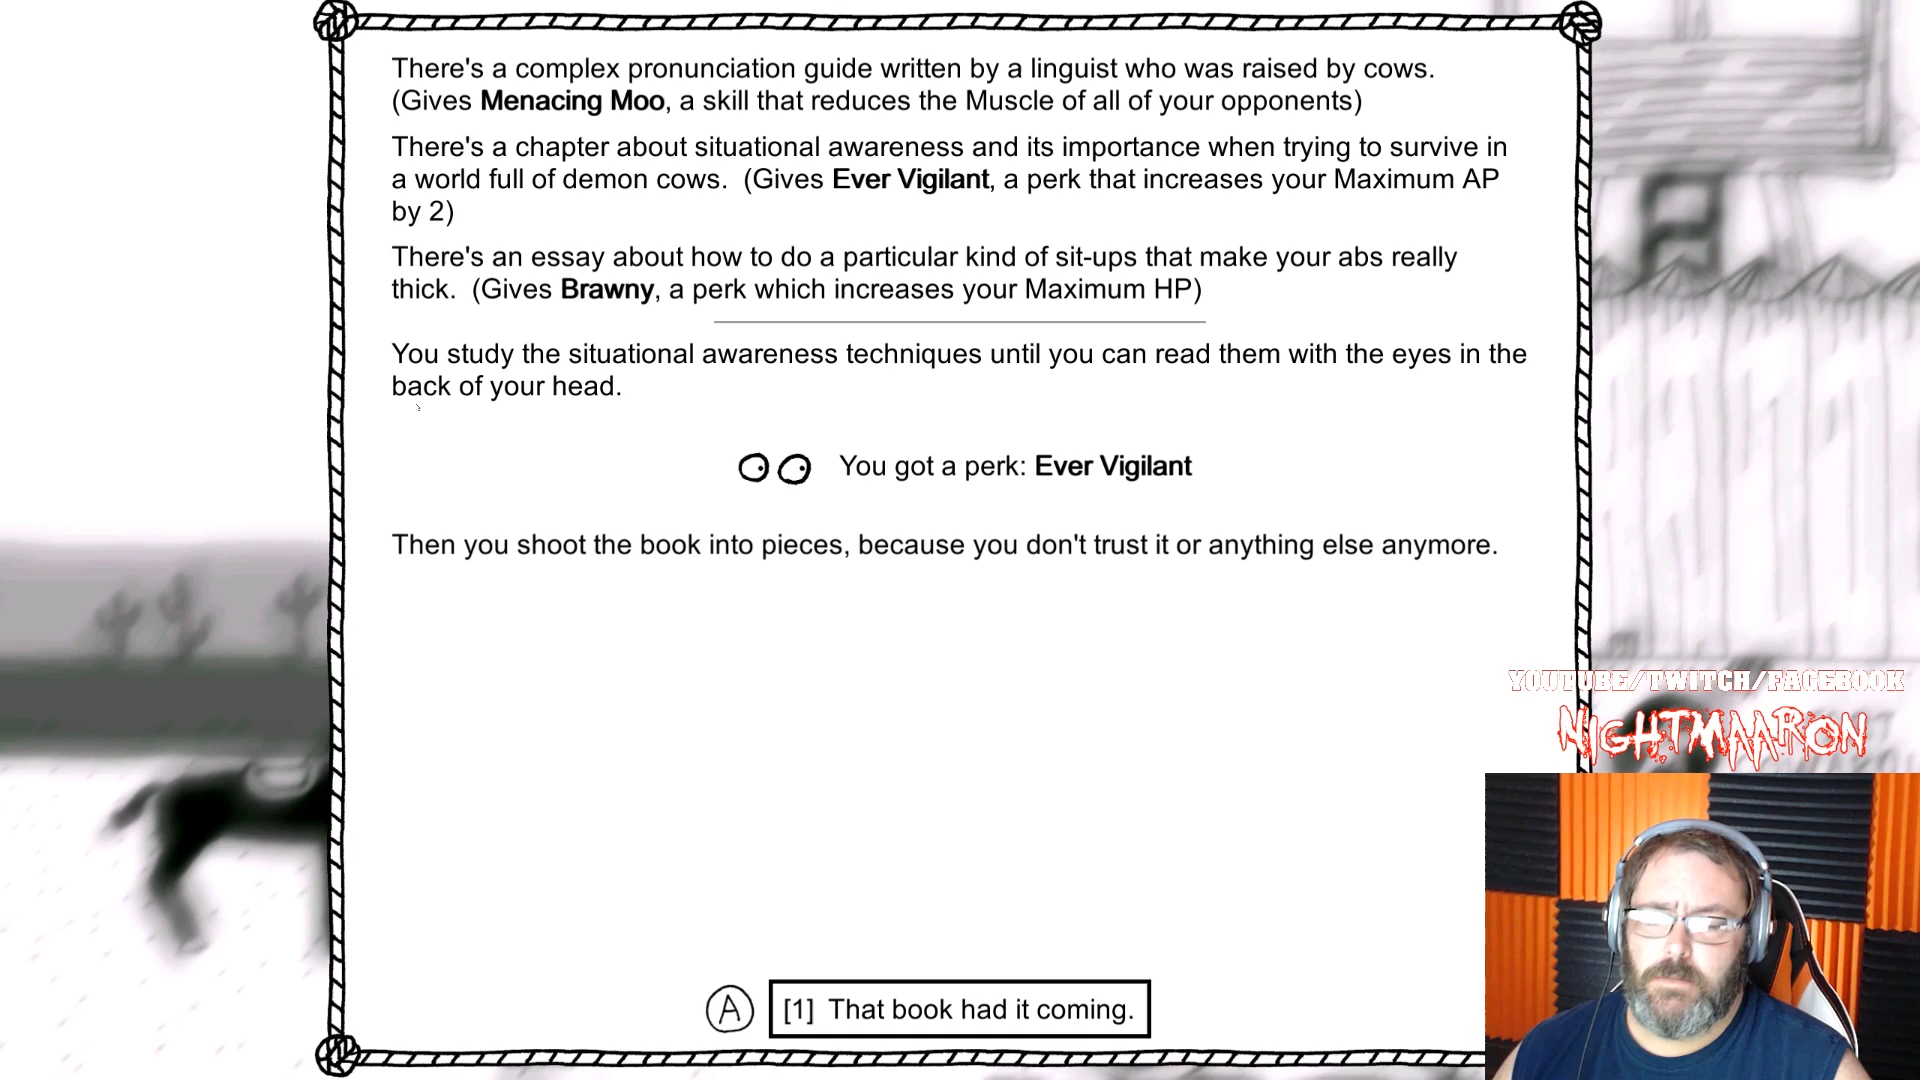 There's a complex pronunciation guide written by a linguist who was raised by cows.
(Gives Menacing Moo, a skill that reduces the Muscle of all of your opponents)
There's a chapter about situational awareness and its importance when trying to survive in
a world full of demon cows.  (Gives Ever Vigilant, a perk that increases your Maximum AP
by 2)
There's an essay about how to do a particular kind of sit-ups that make your abs really
thick.  (Gives Brawny, a perk which increases your Maximum HP)
You study the situational awareness techniques until you can read them with the eyes in the
back of your head.
You got a perk: Ever Vigilant
Then you shoot the book into pieces, because you don't trust it or anything else anymore.
YOUTUBE/TWITCH/FACEBOOK
NIGHTMAARON
A [1] That book had it coming.